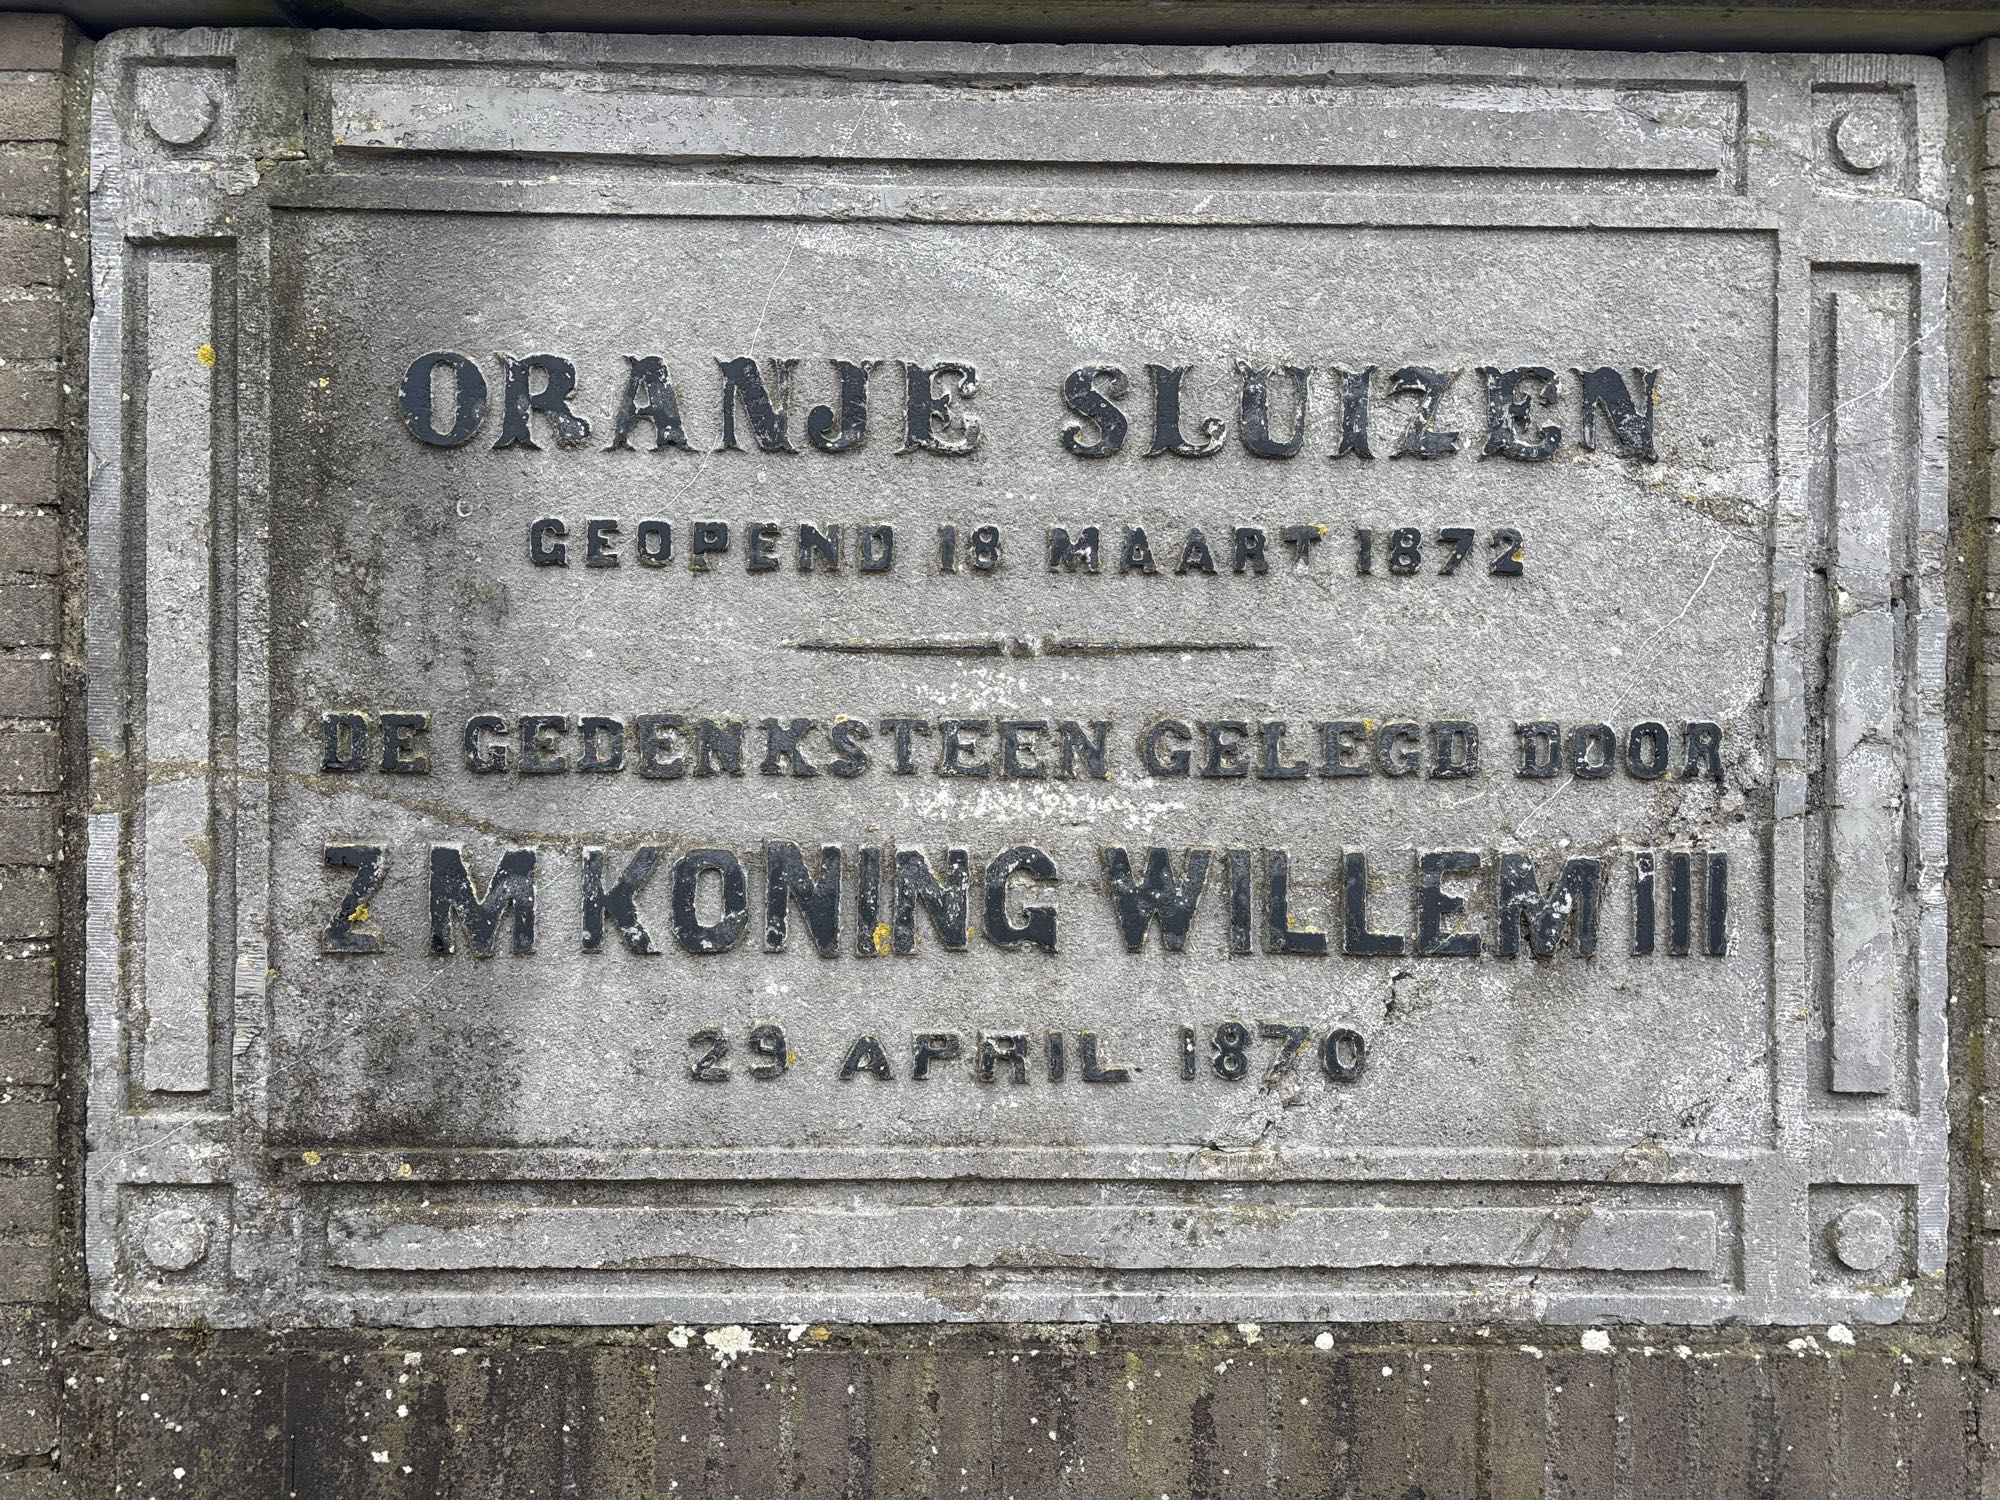 ORANJE SLUIZEN
GEOPEND 18 MAART 1872
DE GEDENKSTEEN GELEGD DOOR
Z M KONING WILLEM III
29 APRIL 1870